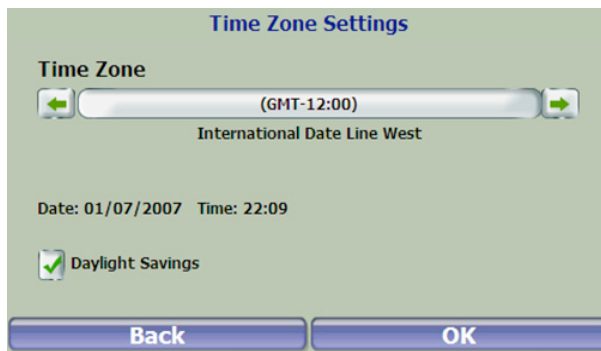 Time Zone Settings
Time Zone
(GMT-12:00)
International Date Line West
Date: 01/07/2007 Time: 22:09
Daylight Savings
Back OK